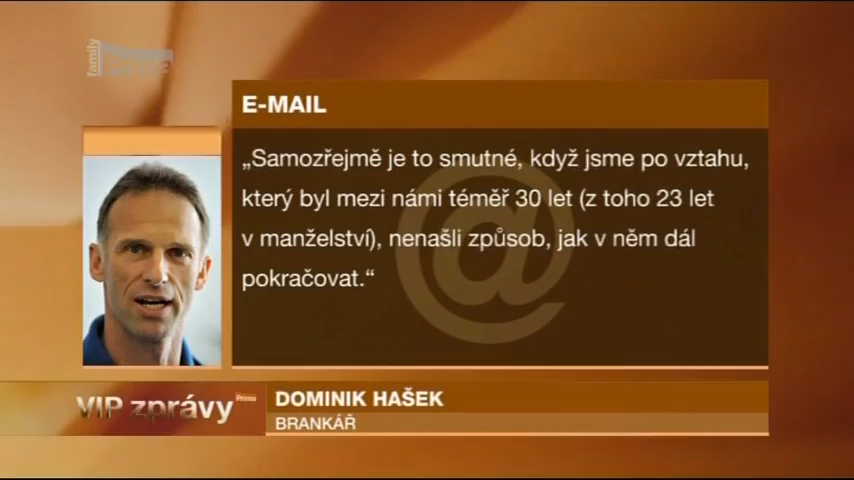 family
E-MAIL
„Samozřejmě je to smutné, když jsme po vztahu,
který byl mezi námi téměř 30 let (z toho 23 let
v manželství), nenašli způsob, jak v něm dál
pokračovat.“
VIP zprávy Prima
DOMINIK HAŠEK
BRANKÁŘ